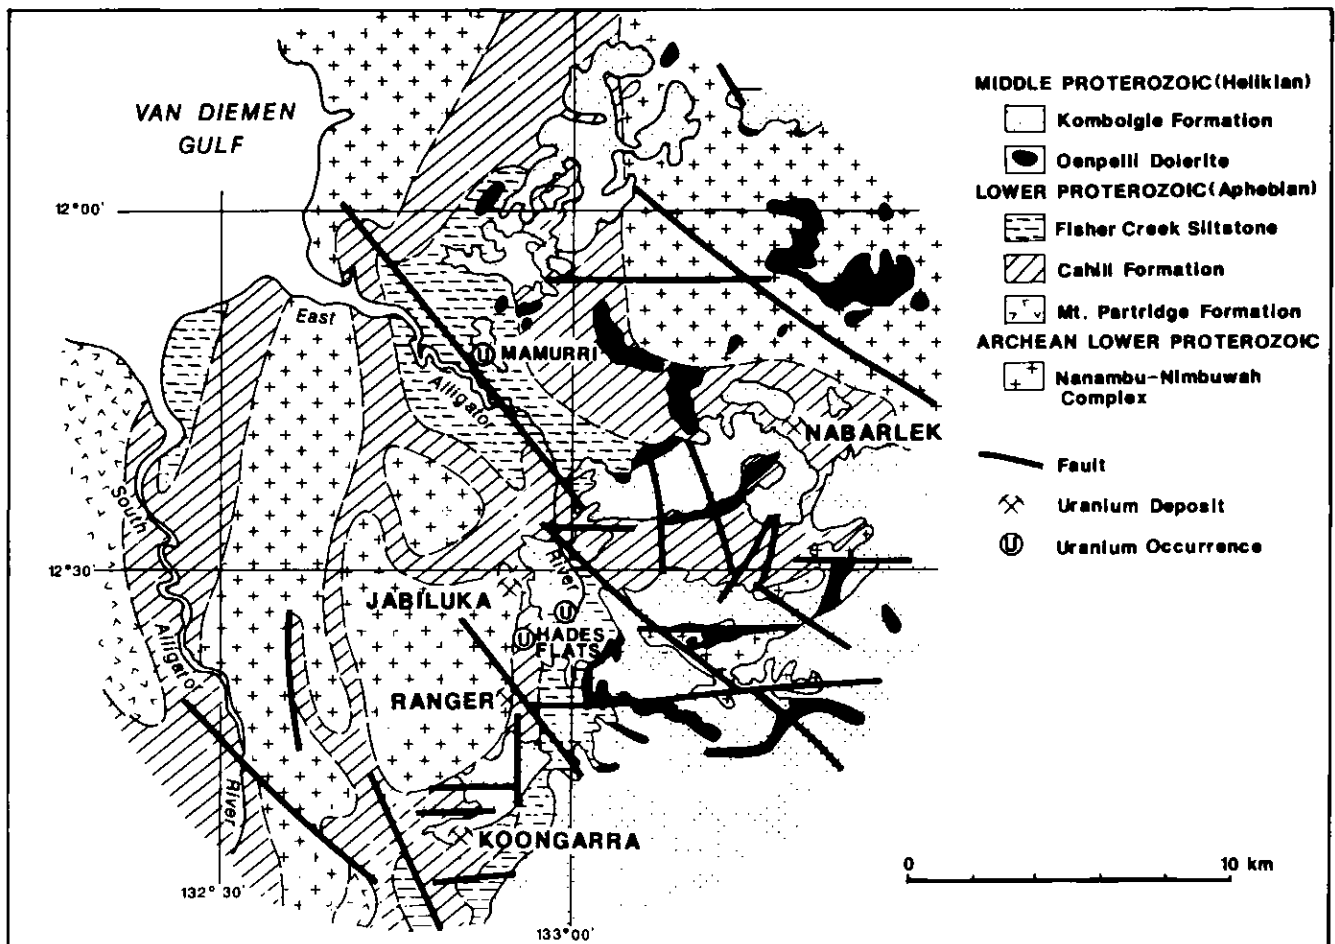 VAN DIEMEN
GULF
12° 00'
East
Alligator
River
MAMURRI
NABARLEK
South
Alligator
River
12° 30'
JABILUKA
HADES
FLATS
RANGER
KOONGARRA
132° 30'
133° 00'
MIDDLE PROTEROZOIC (Helikian)
Kombolgie Formation
Oenpelli Dolerite
LOWER PROTEROZOIC (Aphebian)
Fisher Creek Siltstone
Cahill Formation
Mt. Partridge Formation
ARCHEAN LOWER PROTEROZOIC
Nanambu-Nimbuwah
Complex
Fault
Uranium Deposit
U Uranium Occurrence
0 10 km